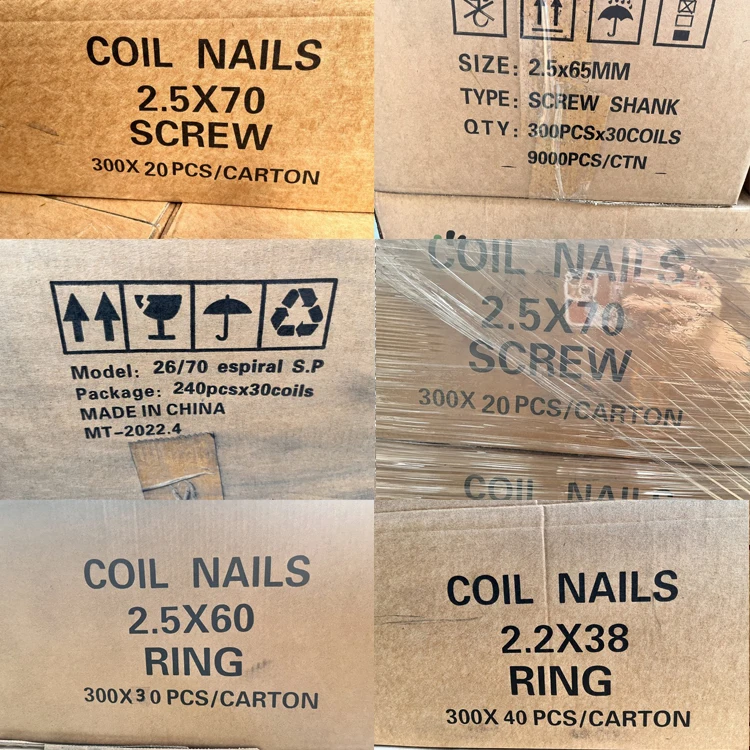 COIL NAILS
2.5X70
SCREW
300X 20 PCS/CARTON
SIZE: 2.5x65MM
TYPE: SCREW SHANK
QTY: 300PCSx30COILS
9000PCS/CTN
Model: 26/70 espiral S.P
Package: 240pcsx30coils
MADE IN CHINA
MT-2022.4
COIL NAILS
2.5X70
SCREW
300X 20 PCS/CARTON
COIL NAIL
COIL NAILS
2.5X60
RING
300X30 PCS/CARTON
COIL NAILS
2.2X38
RING
300X 40 PCS/CARTON